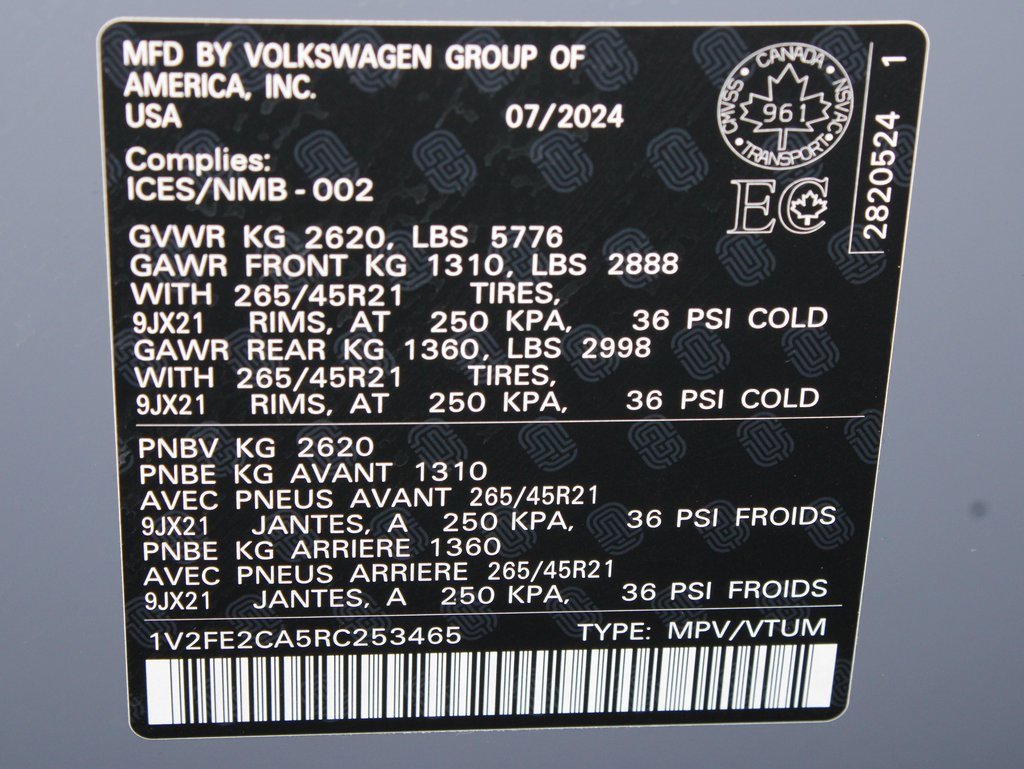 MFD BY VOLKSWAGEN GROUP OF
AMERICA, INC.
USA 07/2024
CANADA
CMVSS 961 NSVAC
TRANSPORT
2820524 1
Complies:
ICES/NMB - 002
EC
GVWR KG 2620, LBS 5776
GAWR FRONT KG 1310, LBS 2888
WITH 265/45R21 TIRES,
9JX21 RIMS, AT 250 KPA, 36 PSI COLD
GAWR REAR KG 1360, LBS 2998
WITH 265/45R21 TIRES,
9JX21 RIMS, AT 250 KPA, 36 PSI COLD
PNBV KG 2620
PNBE KG AVANT 1310
AVEC PNEUS AVANT 265/45R21
9JX21 JANTES, A 250 KPA, 36 PSI FROIDS
PNBE KG ARRIERE 1360
AVEC PNEUS ARRIERE 265/45R21
9JX21 JANTES, A 250 KPA, 36 PSI FROIDS
1V2FE2CA5RC253465 TYPE: MPV/VTUM